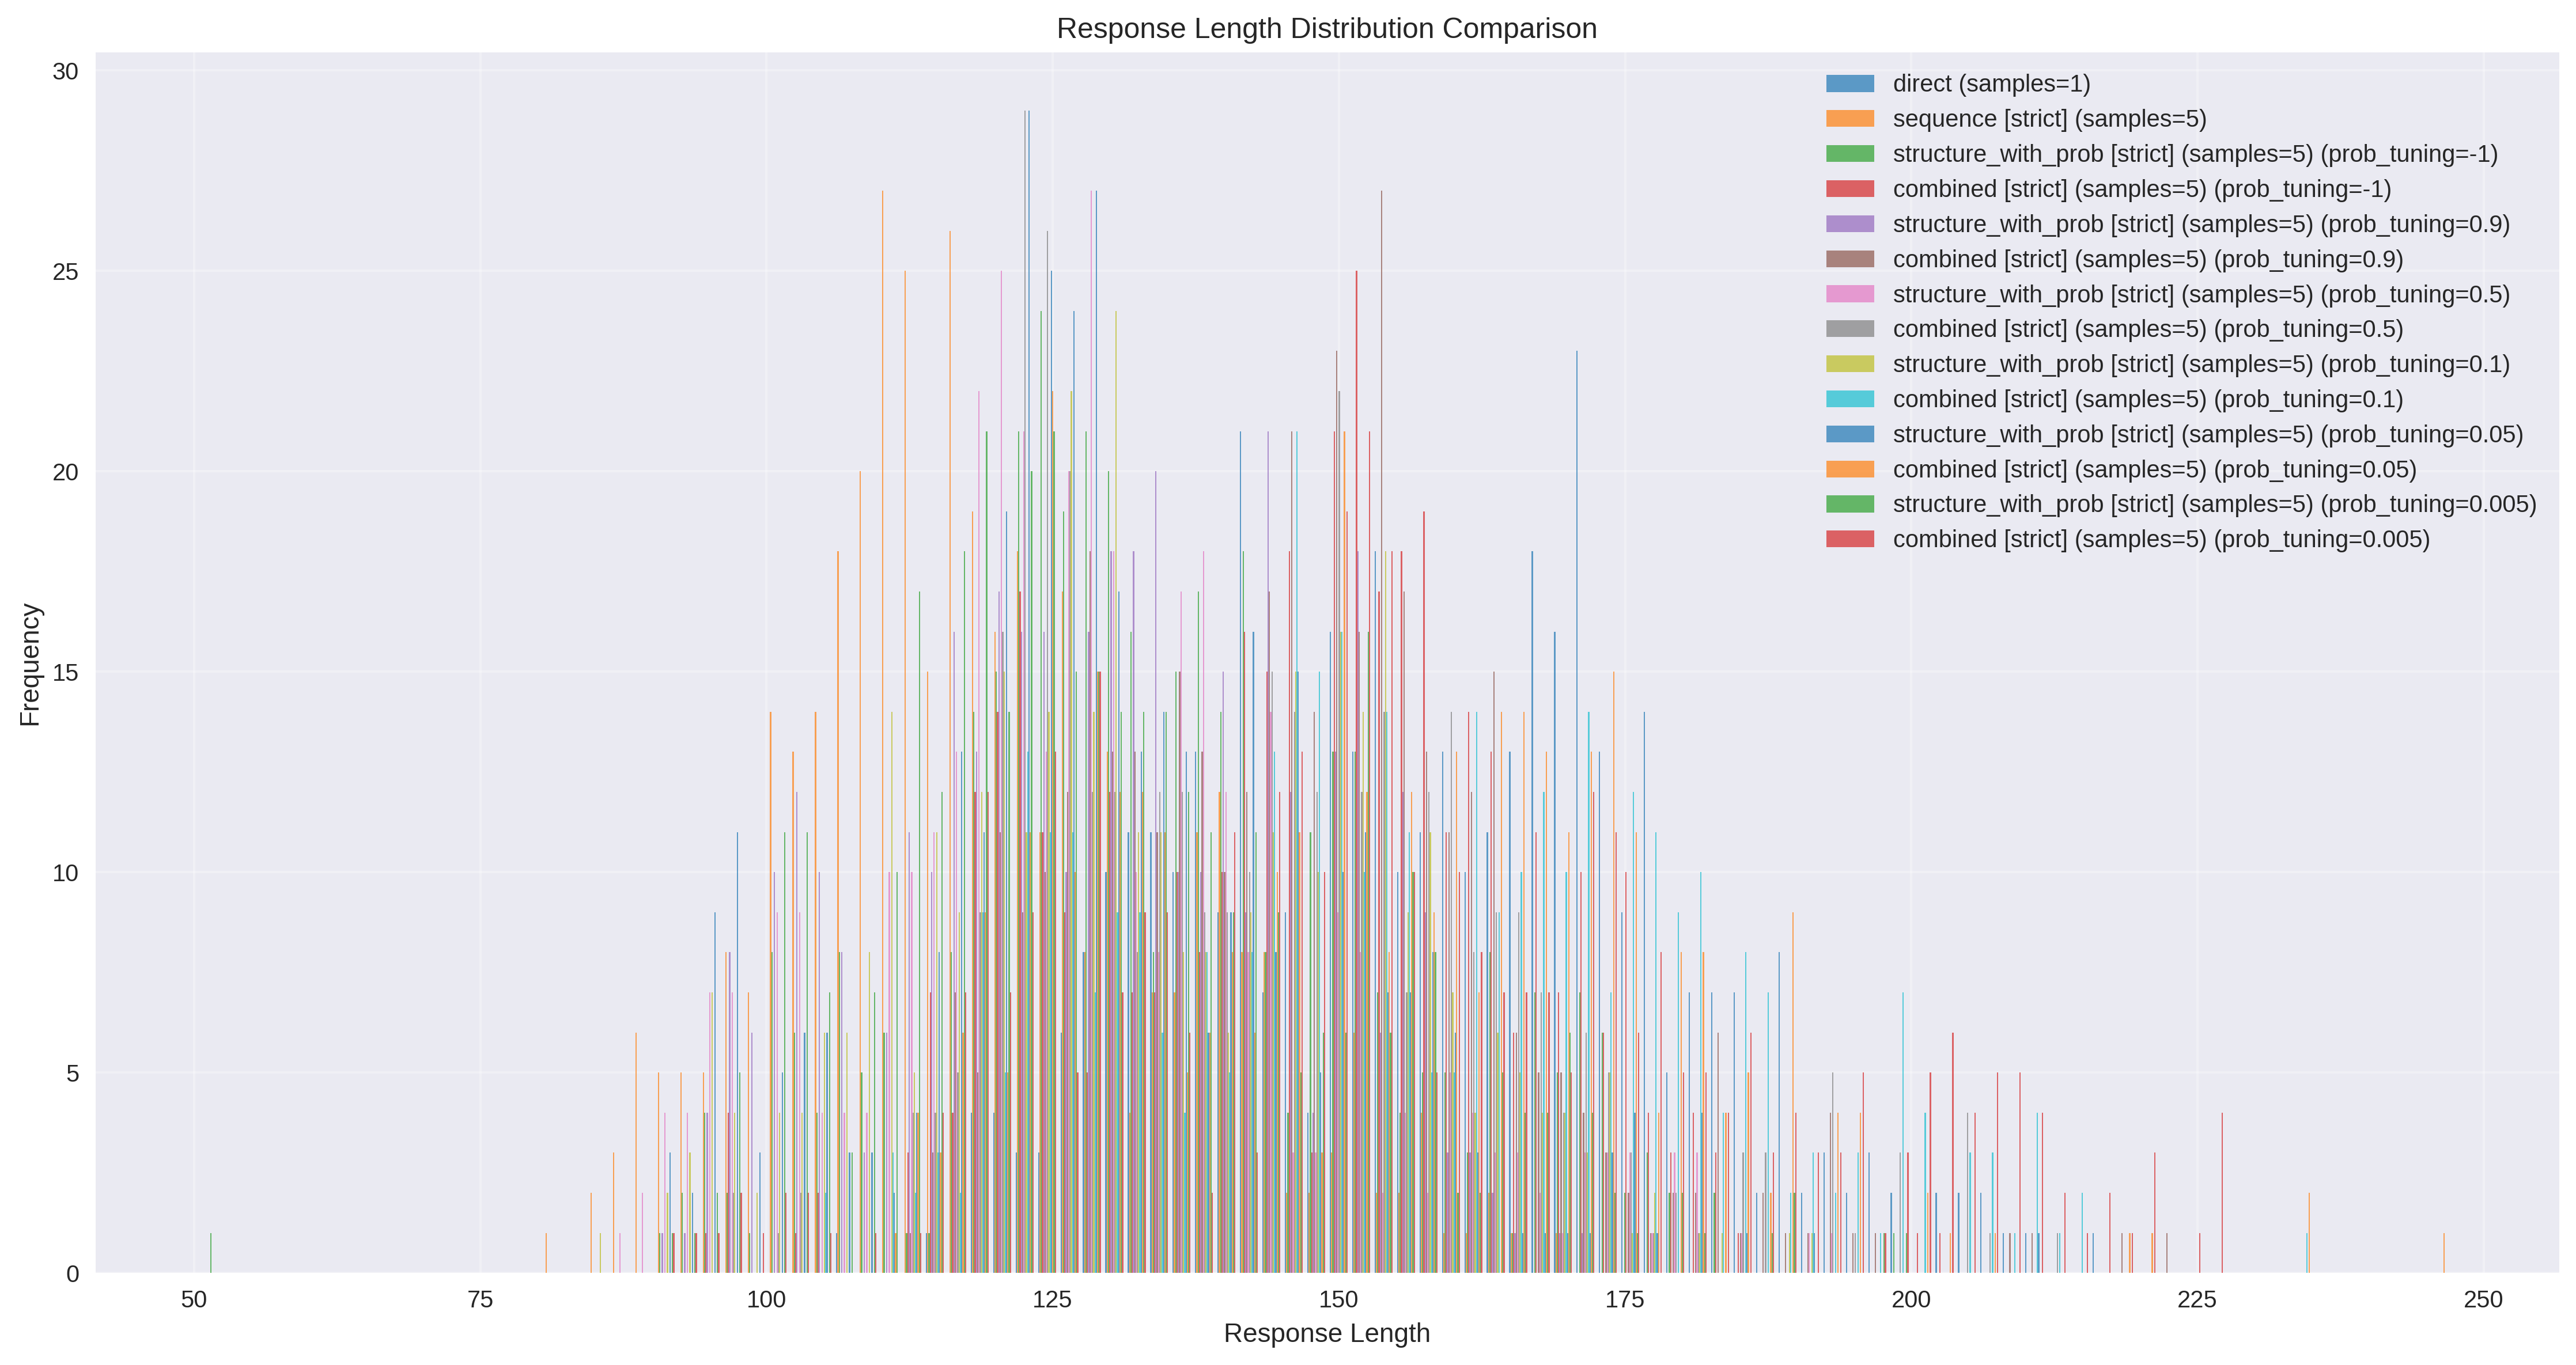 Response Length Distribution Comparison
30
25
20
15
10
5
0
Frequency
direct (samples=1)
sequence [strict] (samples=5)
structure_with_prob [strict] (samples=5) (prob_tuning=-1)
combined [strict] (samples=5) (prob_tuning=-1)
structure_with_prob [strict] (samples=5) (prob_tuning=0.9)
combined [strict] (samples=5) (prob_tuning=0.9)
structure_with_prob [strict] (samples=5) (prob_tuning=0.5)
combined [strict] (samples=5) (prob_tuning=0.5)
structure_with_prob [strict] (samples=5) (prob_tuning=0.1)
combined [strict] (samples=5) (prob_tuning=0.1)
structure_with_prob [strict] (samples=5) (prob_tuning=0.05)
combined [strict] (samples=5) (prob_tuning=0.05)
structure_with_prob [strict] (samples=5) (prob_tuning=0.005)
combined [strict] (samples=5) (prob_tuning=0.005)
50 75 100 125 150 175 200 225 250
Response Length